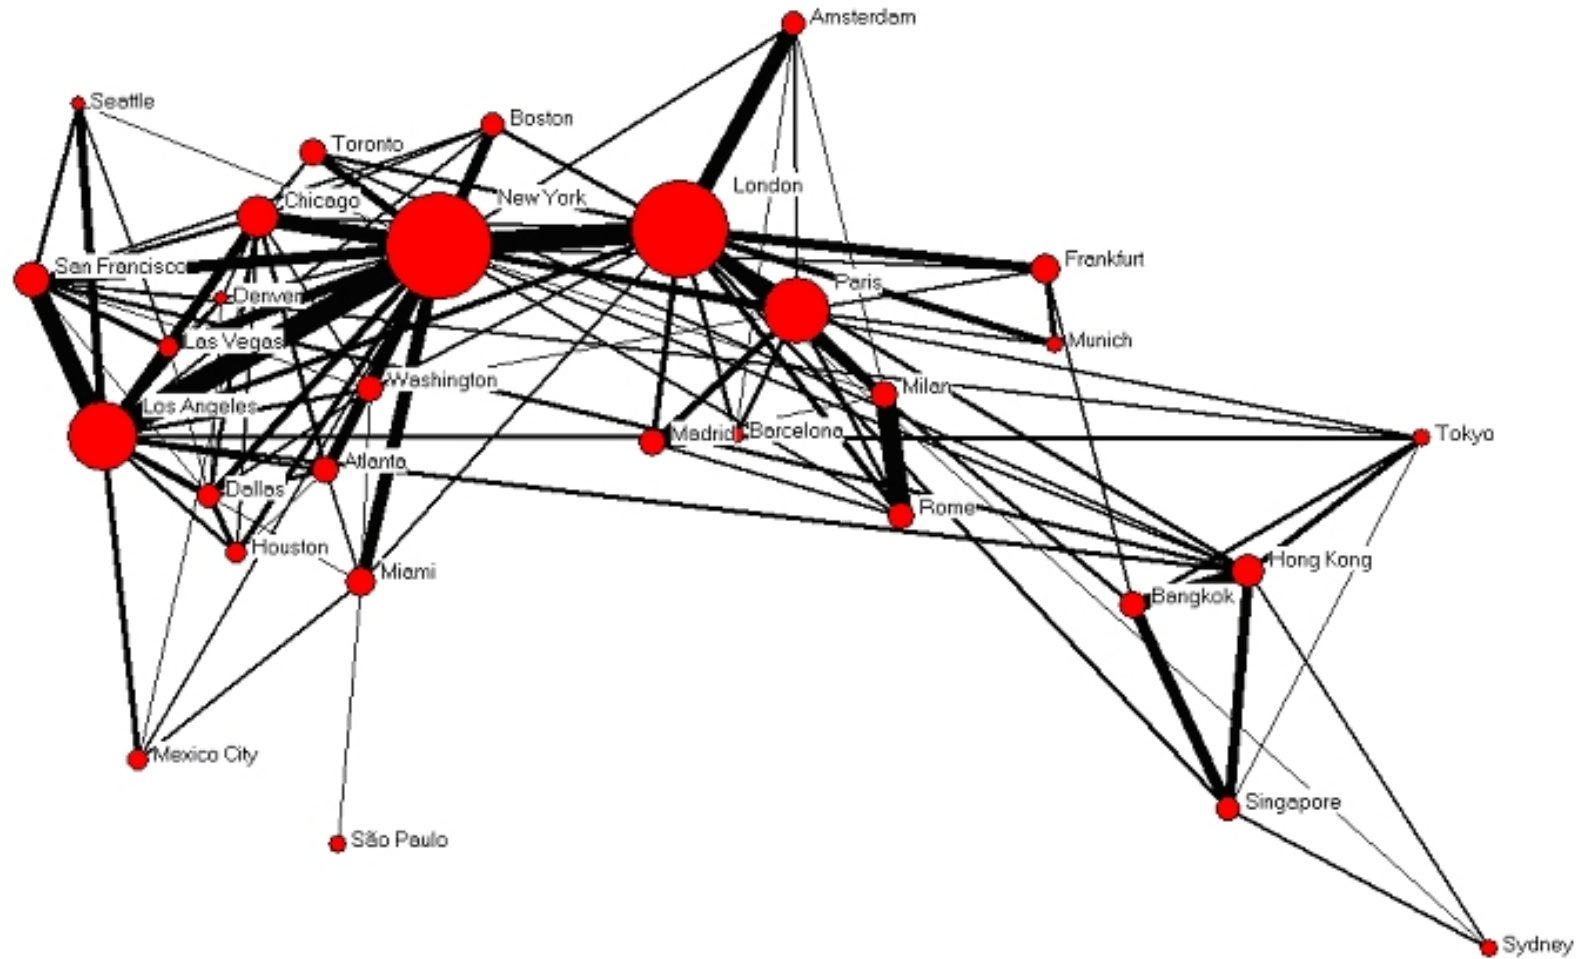 Amsterdam
Seattle
Boston
Toronto
London
New York
Chicago
Frankfurt
San Francisco
Paris
Denver
Las Vegas
Munich
Washington
Milan
Los Angeles
Madrid
Barcelona
Tokyo
Atlanta
Dallas
Rome
Houston
Hong Kong
Miami
Bangkok
Mexico City
Singapore
São Paulo
Sydney